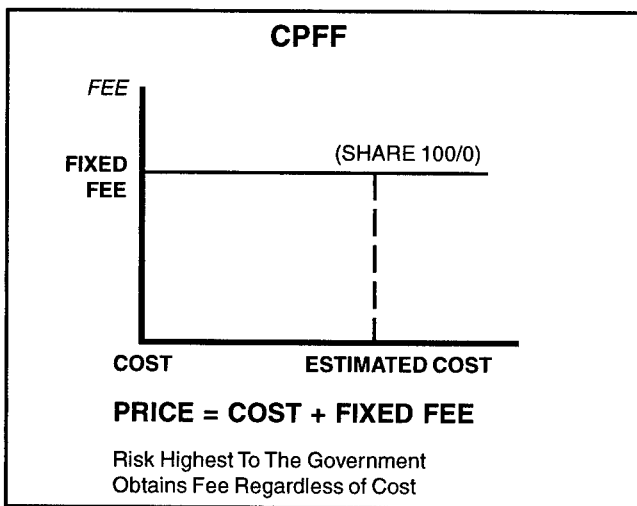 CPFF
FEE
(SHARE 100/0)
FIXED
FEE
COST
ESTIMATED COST
PRICE = COST + FIXED FEE
Risk Highest To The Government
Obtains Fee Regardless of Cost